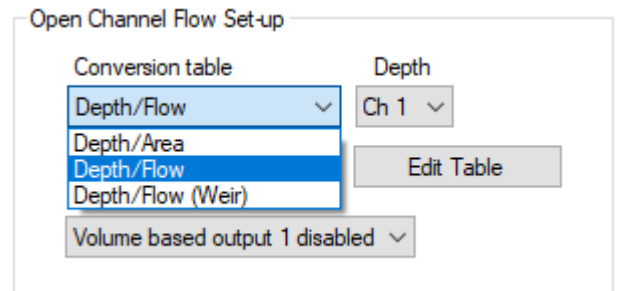 Open Channel Flow Set-up
Conversion table Depth
Depth/Flow Ch 1
Depth/Area
Depth/Flow Edit Table
Depth/Flow (Weir)
Volume based output 1 disabled